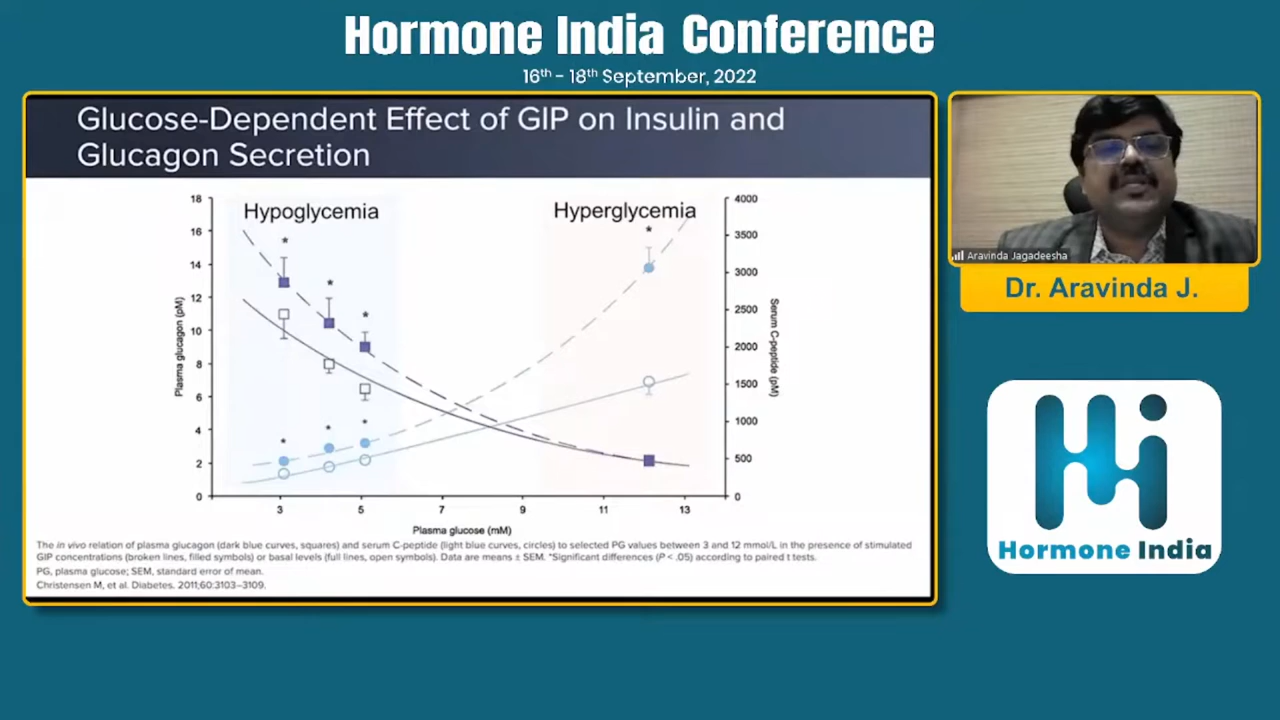 Hormone India Conference
16th - 18th September, 2022
Glucose-Dependent Effect of GIP on Insulin and
Glucagon Secretion
Hypoglycemia
Hyperglycemia
18
16
14
12
10
8
6
4
2
0
Plasma glucagon (pM)
4000
3500
3000
2500
2000
1500
1000
500
0
Serum C-peptide (pM)
* * * * * * *
3 5 7 9 11 13
Plasma glucose (mM)
The in vivo relation of plasma glucagon (dark blue curves, squares) and serum C-peptide (light blue curves, circles) to selected PG values between 3 and 12 mmol/L in the presence of stimulated
GIP concentrations (broken lines, filled symbols) or basal levels (full lines, open symbols). Data are means ± SEM. *Significant differences (P < .05) according to paired t tests.
PG, plasma glucose; SEM, standard error of mean.
Christensen M, et al. Diabetes. 2011;60:3103–3109.
Aravinda Jagadeesha
Dr. Aravinda J.
Hi
Hormone India